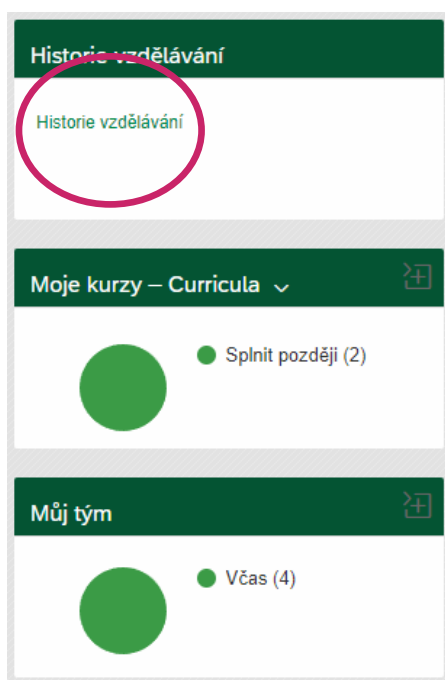 Historie vzdělávání
Historie vzdělávání
Moje kurzy – Curricula
Splnit později (2)
Můj tým
Včas (4)